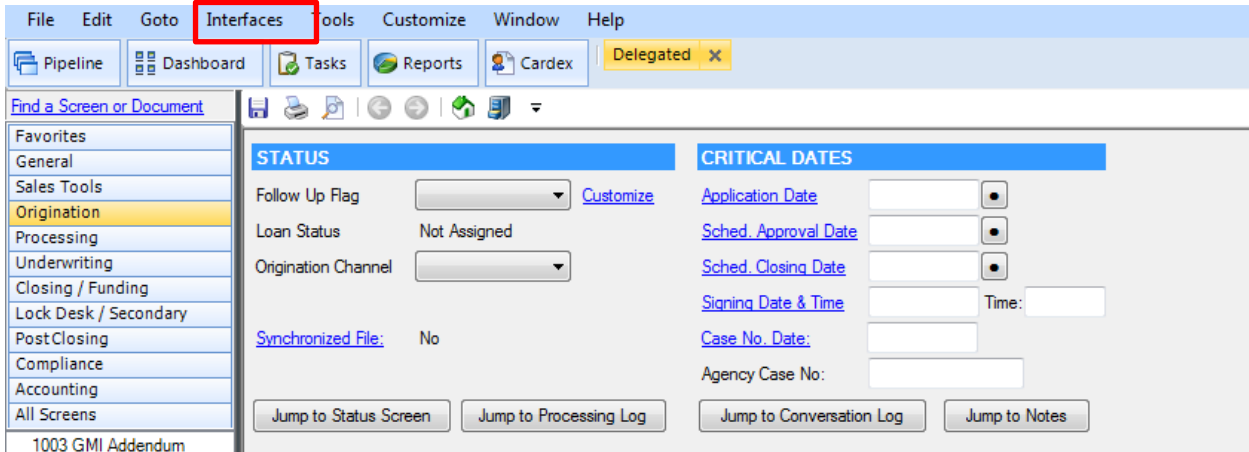 File Edit Goto Interfaces Tools Customize Window Help
Pipeline Dashboard Tasks Reports Cardex Delegated
Find a Screen or Document
Favorites
General
Sales Tools
Origination
Processing
Underwriting
Closing / Funding
Lock Desk / Secondary
PostClosing
Compliance
Accounting
All Screens
1003 GMI Addendum
STATUS
Follow Up Flag Customize
Loan Status Not Assigned
Origination Channel
Synchronized File: No
Jump to Status Screen Jump to Processing Log
CRITICAL DATES
Application Date
Sched. Approval Date
Sched. Closing Date
Signing Date & Time Time:
Case No. Date:
Agency Case No:
Jump to Conversation Log Jump to Notes